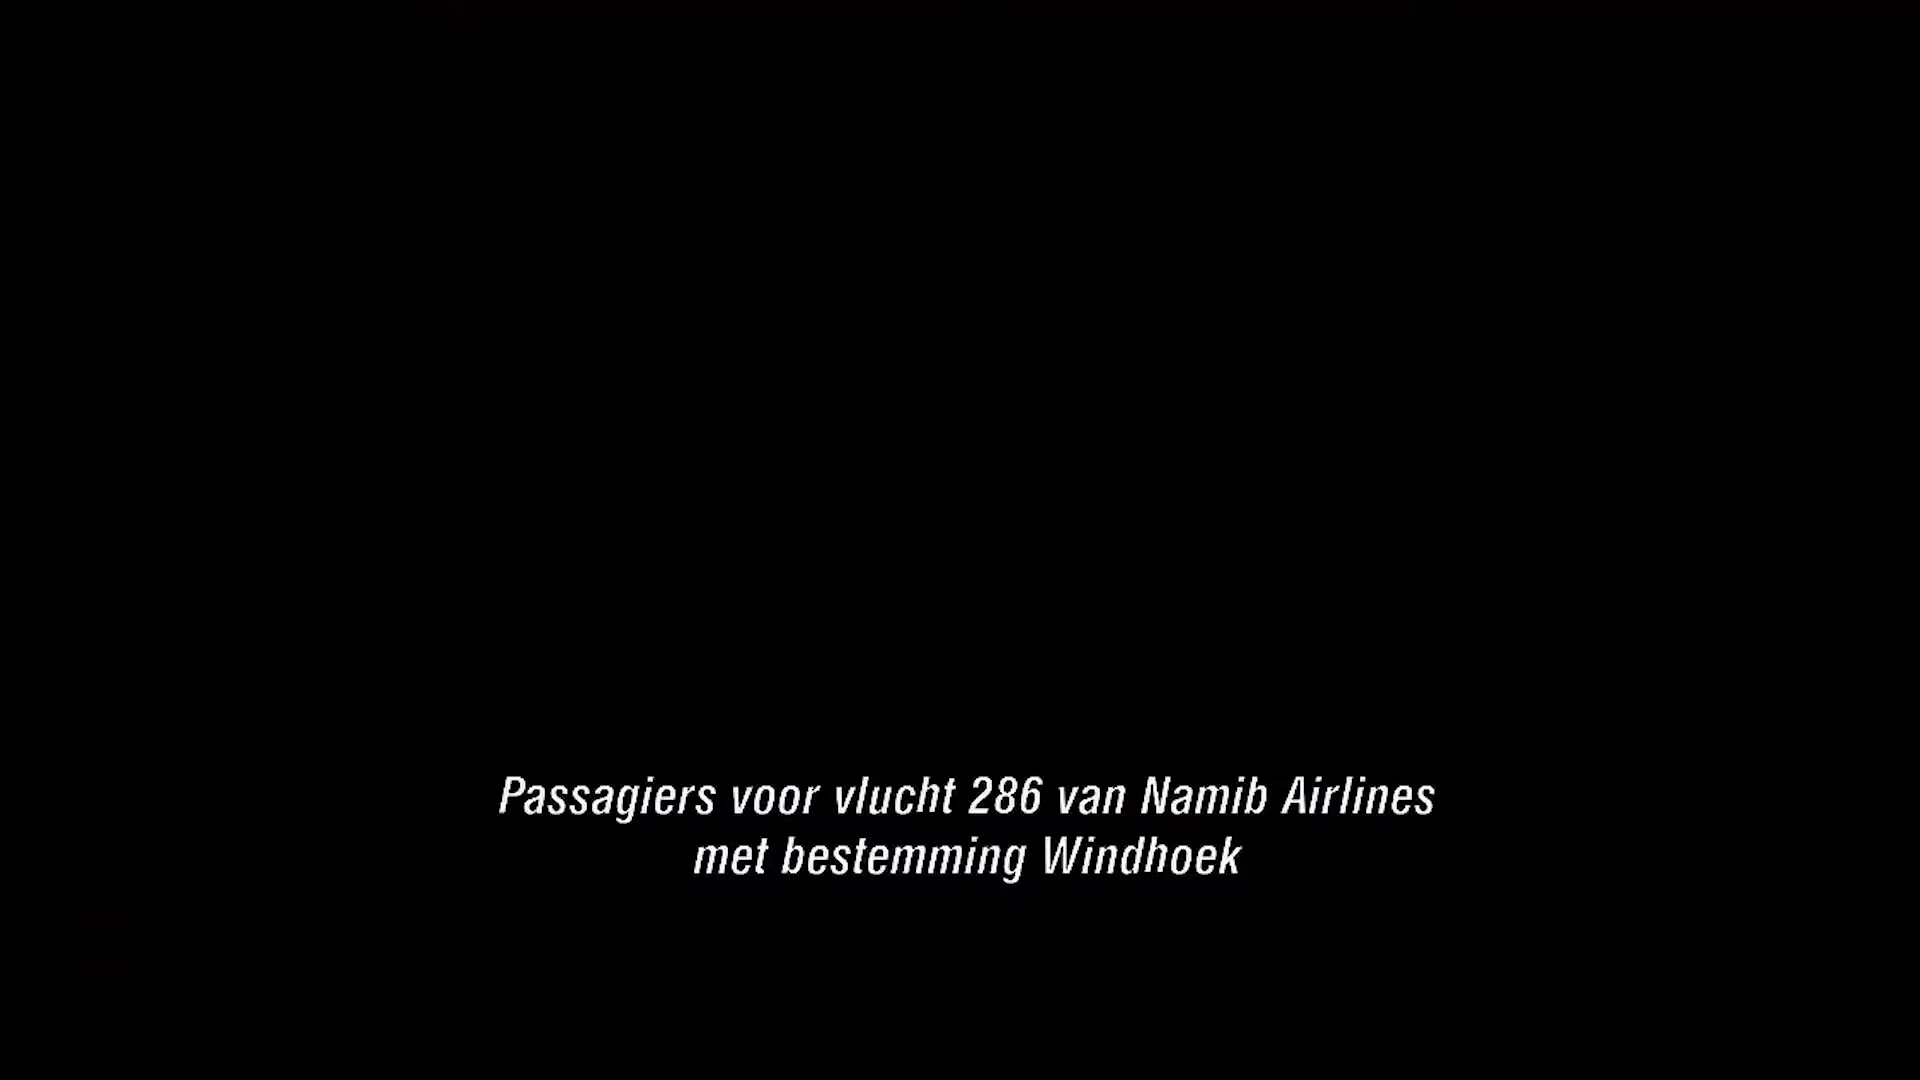 Passagiers voor vlucht 286 van Namib Airlines
met bestemming Windhoek